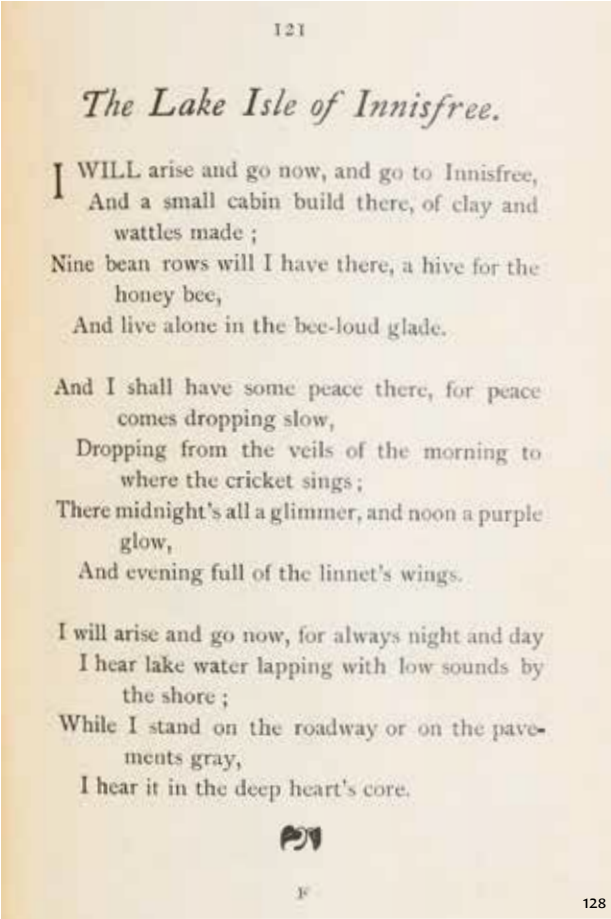 121
The Lake Isle of Innisfree.
I WILL arise and go now, and go to Innisfree,
And a small cabin build there, of clay and
wattles made ;
Nine bean rows will I have there, a hive for the
honey bee,
And live alone in the bee-loud glade.
And I shall have some peace there, for peace
comes dropping slow,
Dropping from the veils of the morning to
where the cricket sings ;
There midnight's all a glimmer, and noon a purple
glow,
And evening full of the linnet's wings.
I will arise and go now, for always night and day
I hear lake water lapping with low sounds by
the shore ;
While I stand on the roadway or on the pave-
ments gray,
I hear it in the deep heart's core.
F
128